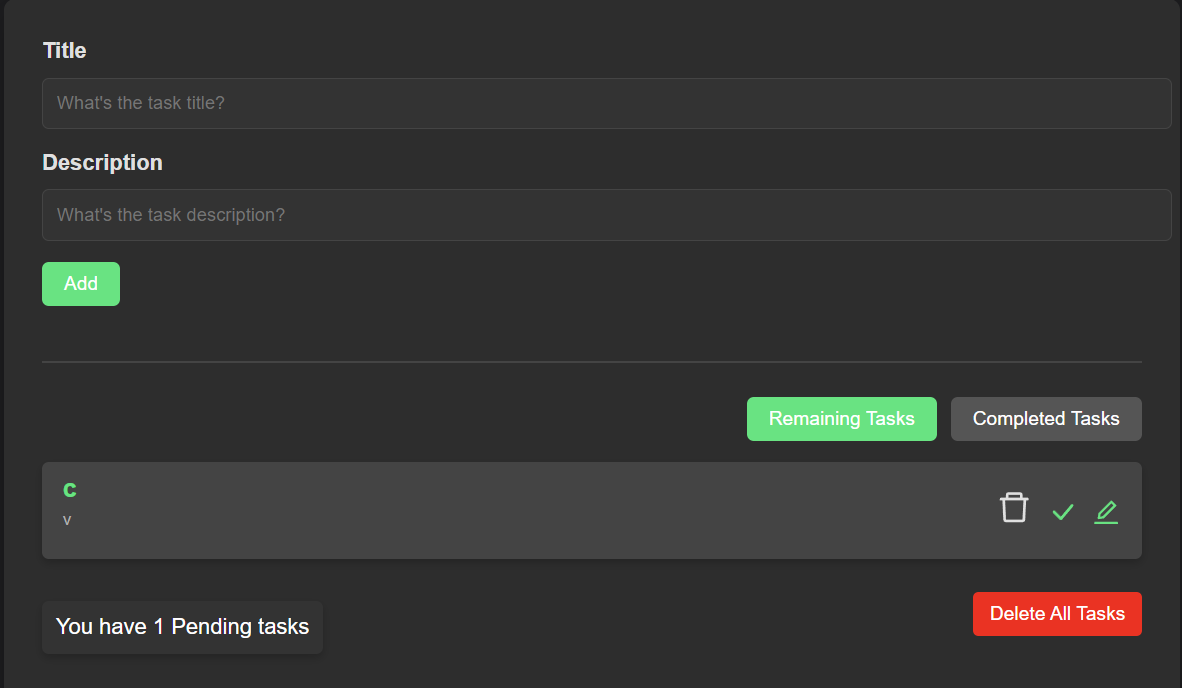 Title
What's the task title?
Description
What's the task description?
Add
Remaining Tasks Completed Tasks
c
v
You have 1 Pending tasks
Delete All Tasks